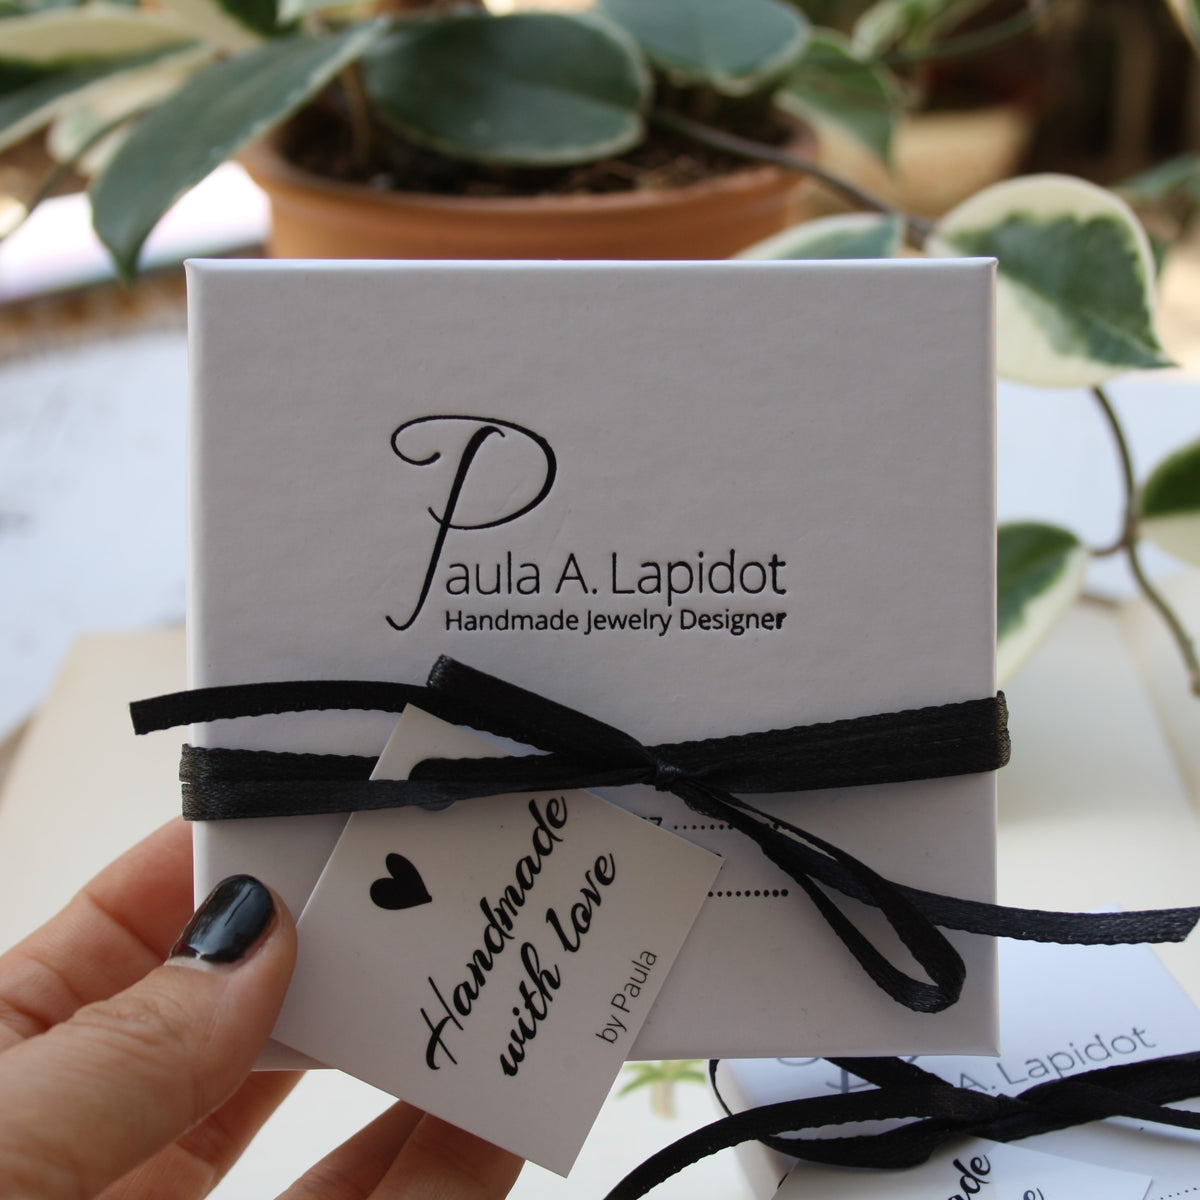 Paula A. Lapidot
Handmade Jewelry Designer
Handmade
with love
by Paula
A. Lapidot